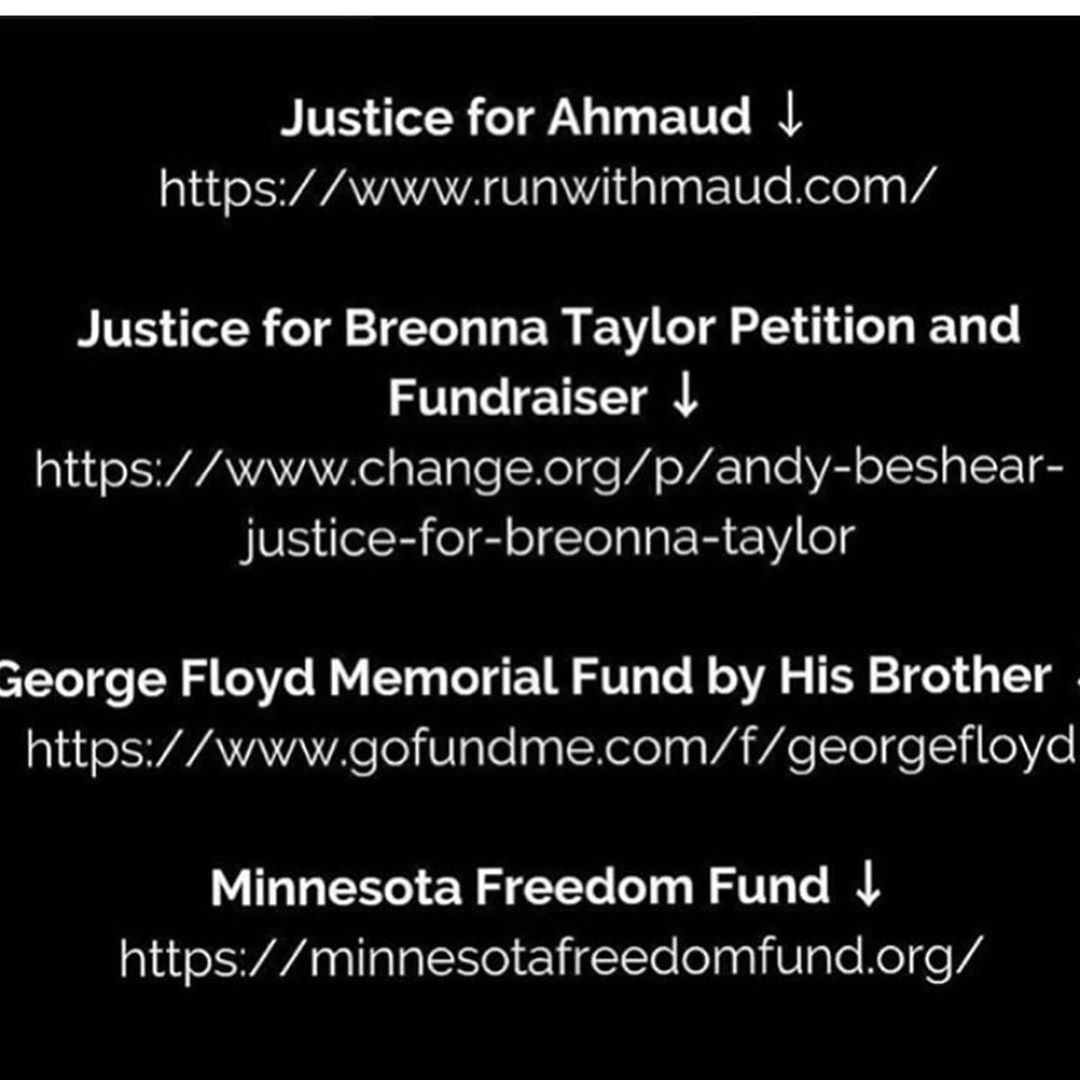 Justice for Ahmaud ↓
https://www.runwithmaud.com/
Justice for Breonna Taylor Petition and
Fundraiser ↓
https://www.change.org/p/andy-beshear-
justice-for-breonna-taylor
George Floyd Memorial Fund by His Brother
https://www.gofundme.com/f/georgefloyd
Minnesota Freedom Fund ↓
https://minnesotafreedomfund.org/